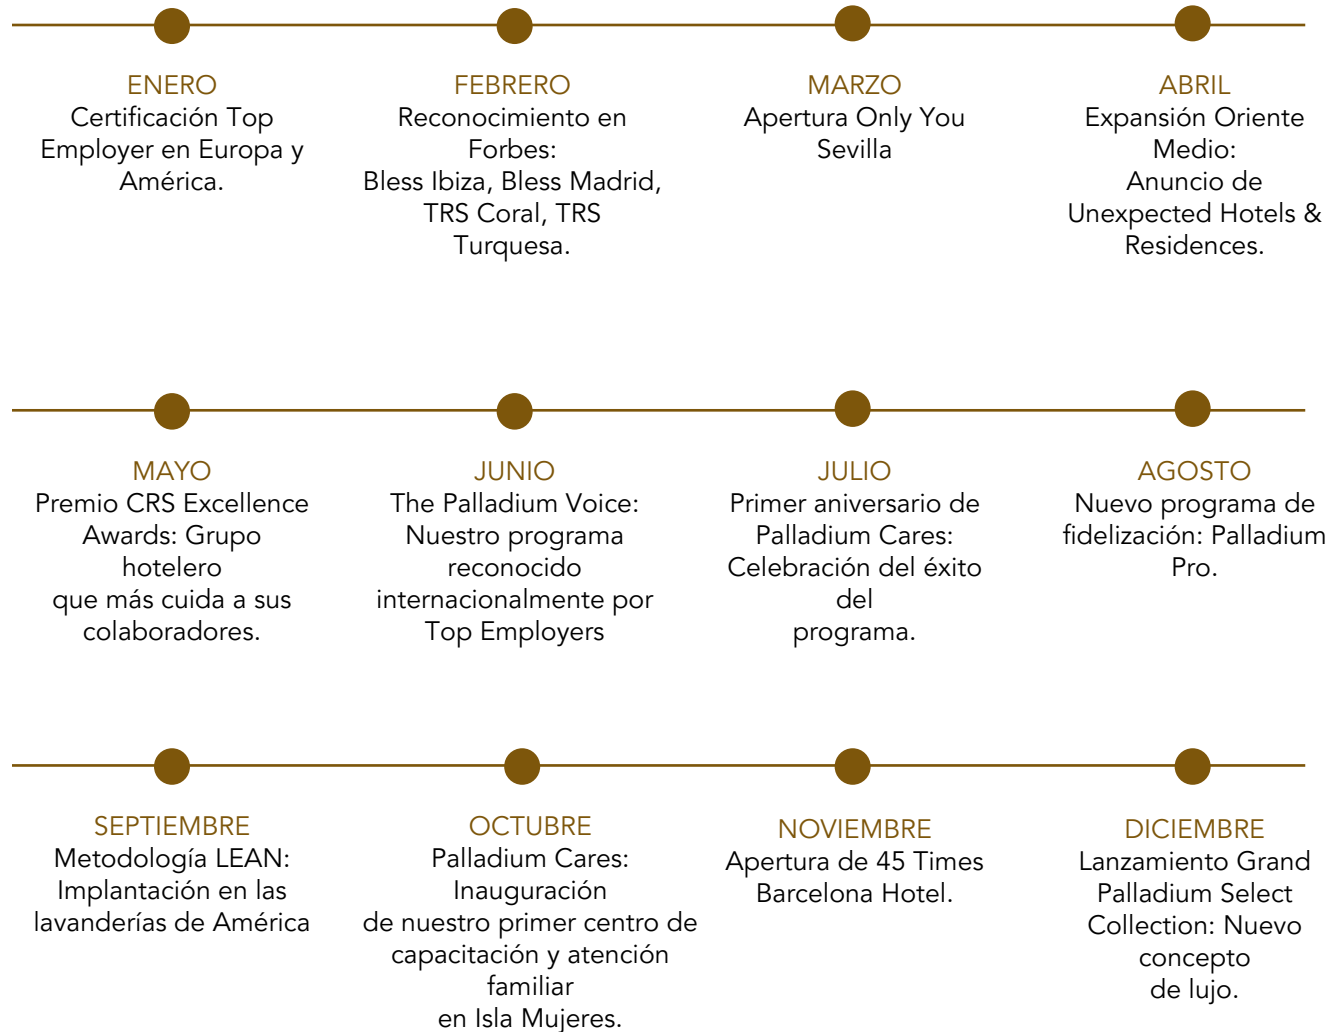 ENERO
Certificación Top
Employer en Europa y
América.
FEBRERO
Reconocimiento en
Forbes:
Bless Ibiza, Bless Madrid,
TRS Coral, TRS
Turquesa.
MARZO
Apertura Only You
Sevilla
ABRIL
Expansión Oriente
Medio:
Anuncio de
Unexpected Hotels &
Residences.
MAYO
Premio CRS Excellence
Awards: Grupo
hotelero
que más cuida a sus
colaboradores.
JUNIO
The Palladium Voice:
Nuestro programa
reconocido
internacionalmente por
Top Employers
JULIO
Primer aniversario de
Palladium Cares:
Celebración del éxito
del
programa.
AGOSTO
Nuevo programa de
fidelización: Palladium
Pro.
SEPTIEMBRE
Metodología LEAN:
Implantación en las
lavanderías de América
OCTUBRE
Palladium Cares:
Inauguración
de nuestro primer centro de
capacitación y atención
familiar
en Isla Mujeres.
NOVIEMBRE
Apertura de 45 Times
Barcelona Hotel.
DICIEMBRE
Lanzamiento Grand
Palladium Select
Collection: Nuevo
concepto
de lujo.